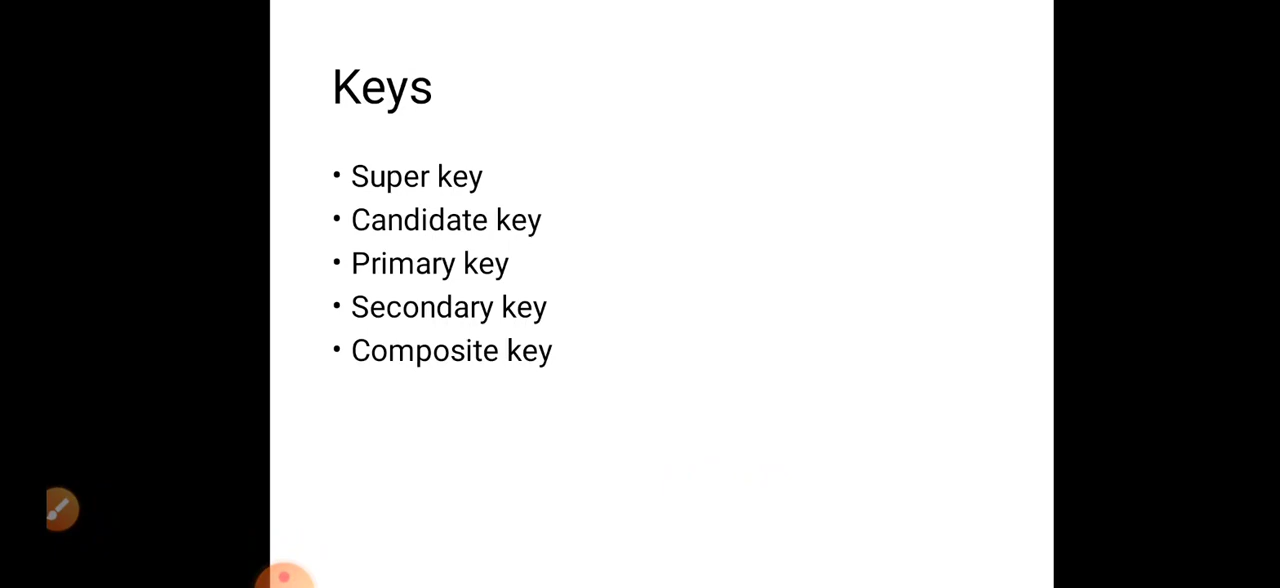 Keys
• Super key
• Candidate key
• Primary key
• Secondary key
• Composite key